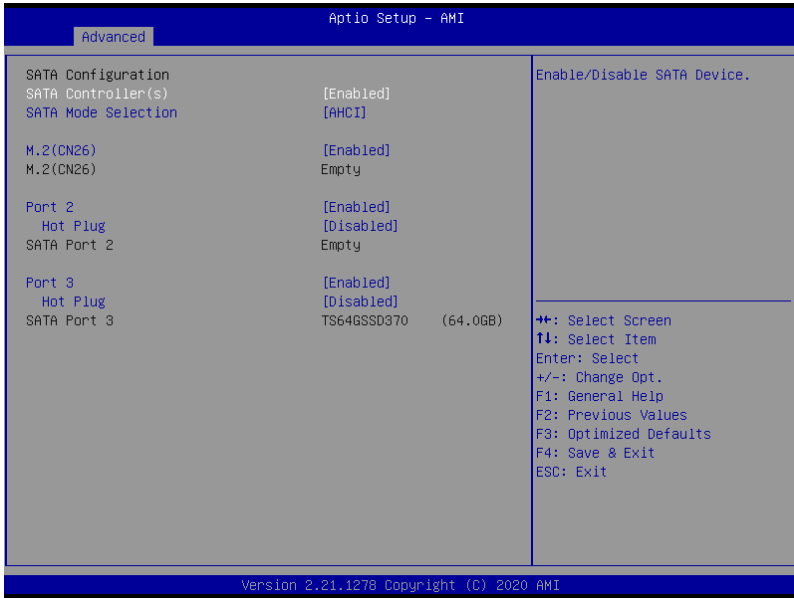 Aptio Setup - AMI
Advanced
SATA Configuration
SATA Controller(s) [Enabled]
SATA Mode Selection [AHCI]
M.2(CN26) [Enabled]
M.2(CN26) Empty
Port 2 [Enabled]
Hot Plug [Disabled]
SATA Port 2 Empty
Port 3 [Enabled]
Hot Plug [Disabled]
SATA Port 3 TS64GSSD370 (64.0GB)
Enable/Disable SATA Device.
→←: Select Screen
↑↓: Select Item
Enter: Select
+/-: Change Opt.
F1: General Help
F2: Previous Values
F3: Optimized Defaults
F4: Save & Exit
ESC: Exit
Version 2.21.1278 Copyright (C) 2020 AMI